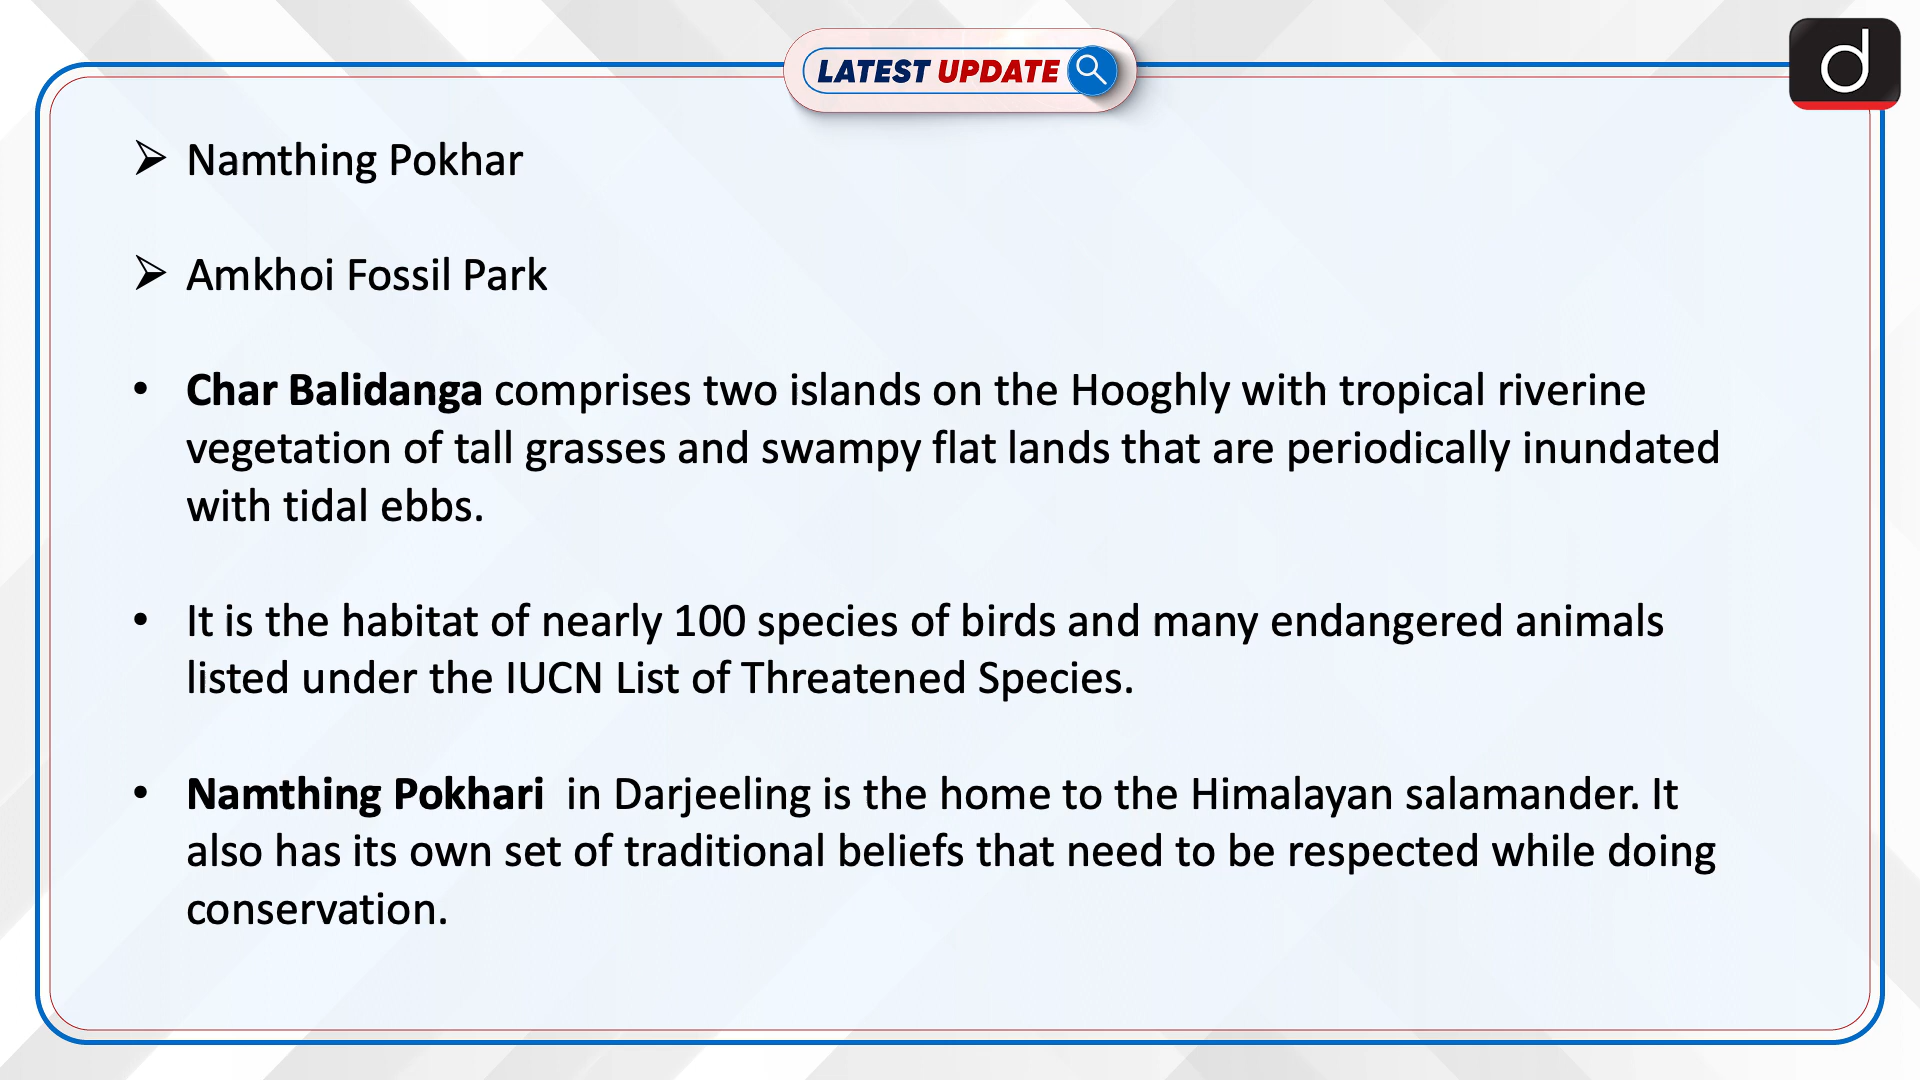 LATEST UPDATE
d
➢ Namthing Pokhar
➢ Amkhoi Fossil Park
• Char Balidanga comprises two islands on the Hooghly with tropical riverine
vegetation of tall grasses and swampy flat lands that are periodically inundated
with tidal ebbs.
• It is the habitat of nearly 100 species of birds and many endangered animals
listed under the IUCN List of Threatened Species.
• Namthing Pokhari in Darjeeling is the home to the Himalayan salamander. It
also has its own set of traditional beliefs that need to be respected while doing
conservation.